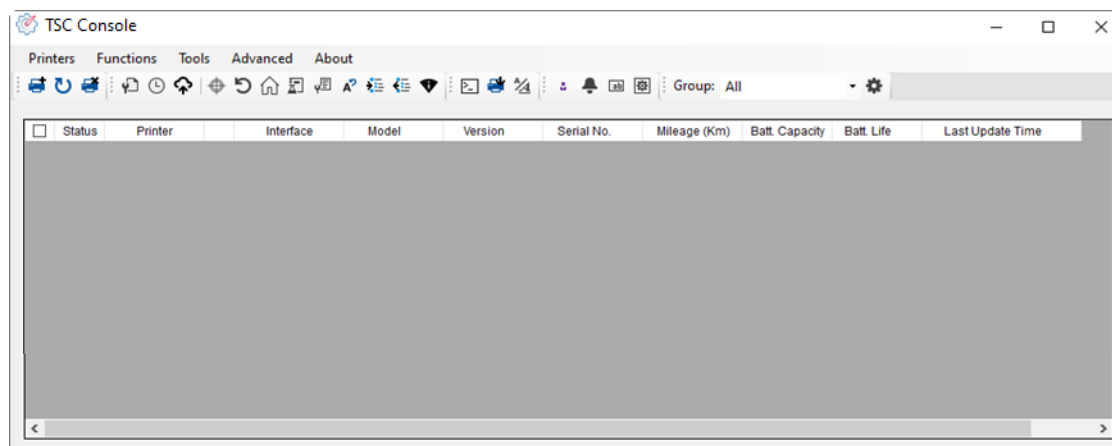 TSC Console
Printers Functions Tools Advanced About
Group: All
Status Printer Interface Model Version Serial No. Mileage (Km) Batt. Capacity Batt. Life Last Update Time